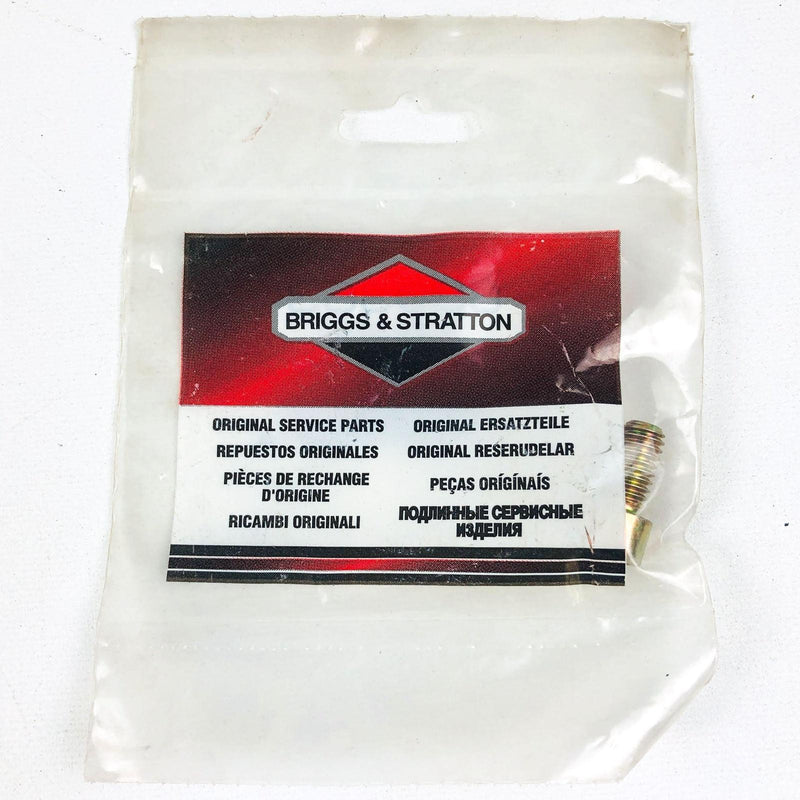 BRIGGS & STRATTON
ORIGINAL SERVICE PARTS
REPUESTOS ORIGINALES
PIÈCES DE RECHANGE
D'ORIGINE
RICAMBI ORIGINALI
ORIGINAL ERSATZTEILE
ORIGINAL RESERUDELAR
PEÇAS ORÍGÍNAÍS
ПОДЛИННЫЕ СЕРВИСНЫЕ
ИЗДЕЛИЯ